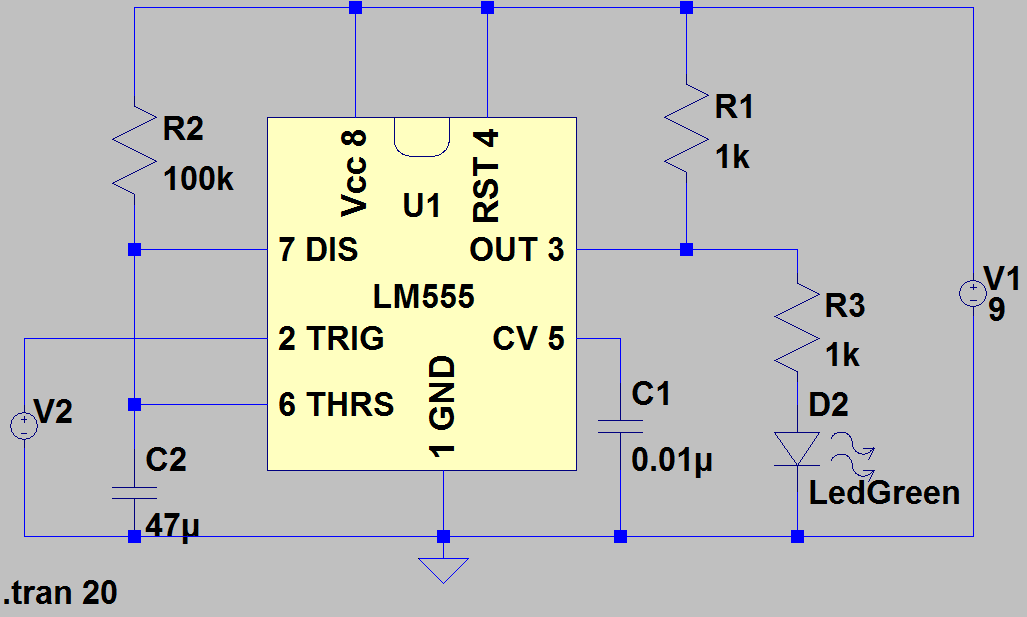 R2
100k
Vcc 8
U1
RST 4
R1
1k
7 DIS
OUT 3
LM555
V1
9
R3
1k
2 TRIG
CV 5
1 GND
V2
6 THRS
C1
0.01µ
D2
LedGreen
C2
47µ
.tran 20
+
−
+
−